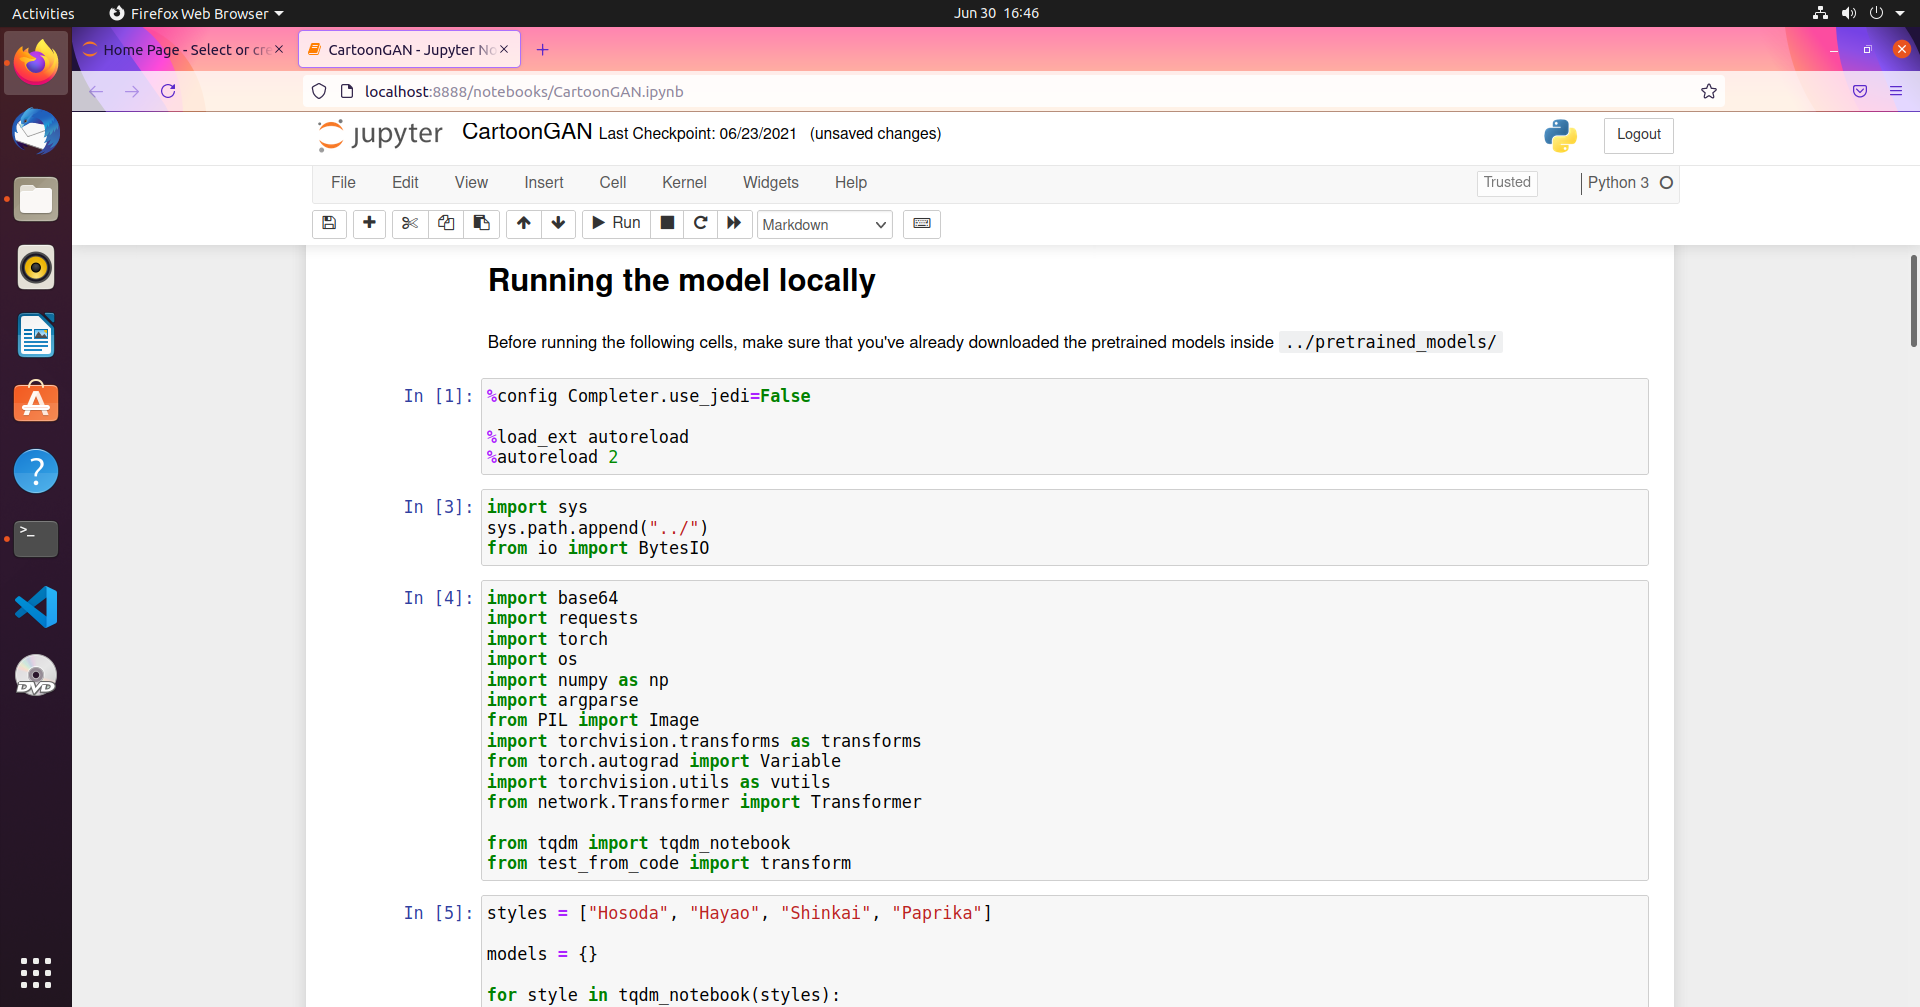 Activities Firefox Web Browser Jun 30 16:46
Home Page - Select or cre CartoonGAN - Jupyter No
localhost:8888/notebooks/CartoonGAN.ipynb
jupyter CartoonGAN Last Checkpoint: 06/23/2021 (unsaved changes) Logout
File Edit View Insert Cell Kernel Widgets Help Trusted Python 3
Run Markdown
Running the model locally
Before running the following cells, make sure that you've already downloaded the pretrained models inside ../pretrained_models/
In [1]: %config Completer.use_jedi=False
%load_ext autoreload
%autoreload 2
In [3]: import sys
sys.path.append("../")
from io import BytesIO
In [4]: import base64
import requests
import torch
import os
import numpy as np
import argparse
from PIL import Image
import torchvision.transforms as transforms
from torch.autograd import Variable
import torchvision.utils as vutils
from network.Transformer import Transformer
from tqdm import tqdm_notebook
from test_from_code import transform
In [5]: styles = ["Hosoda", "Hayao", "Shinkai", "Paprika"]
models = {}
for style in tqdm_notebook(styles):
>_
?
DVD